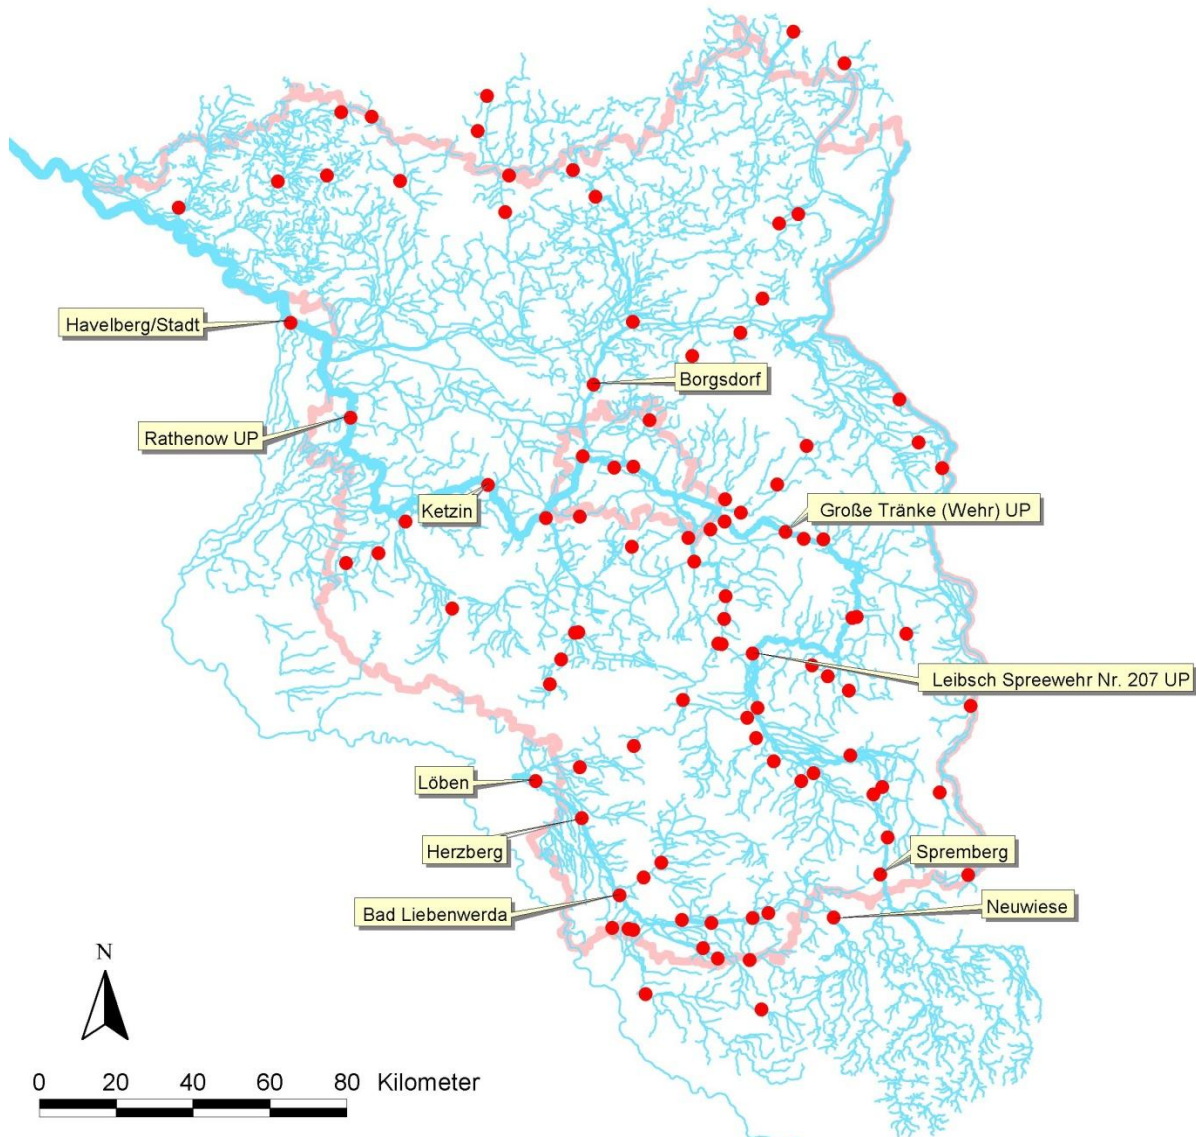 Havelberg/Stadt
Borgsdorf
Rathenow UP
Ketzin
Große Tränke (Wehr) UP
Leibsch Spreewehr Nr. 207 UP
Löben
Herzberg
Spremberg
Bad Liebenwerda
Neuwiese
N
0 20 40 60 80 Kilometer